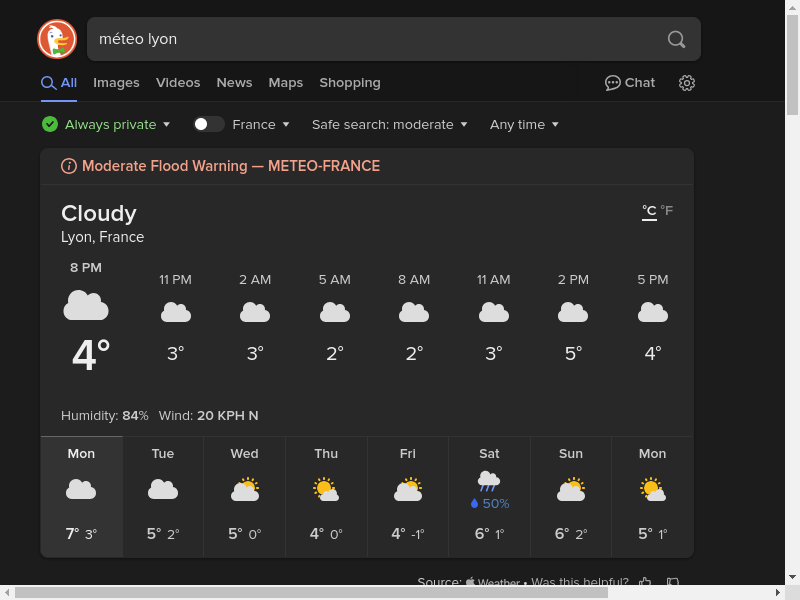 méteo lyon
All Images Videos News Maps Shopping Chat
Always private France Safe search: moderate Any time
Moderate Flood Warning — METEO-FRANCE
Cloudy
°C °F
Lyon, France
8 PM 11 PM 2 AM 5 AM 8 AM 11 AM 2 PM 5 PM
4° 3° 3° 2° 2° 3° 5° 4°
Humidity: 84% Wind: 20 KPH N
Mon Tue Wed Thu Fri Sat Sun Mon
50%
7° 3° 5° 2° 5° 0° 4° 0° 4° -1° 6° 1° 6° 2° 5° 1°
Source: Weather • Was this helpful?